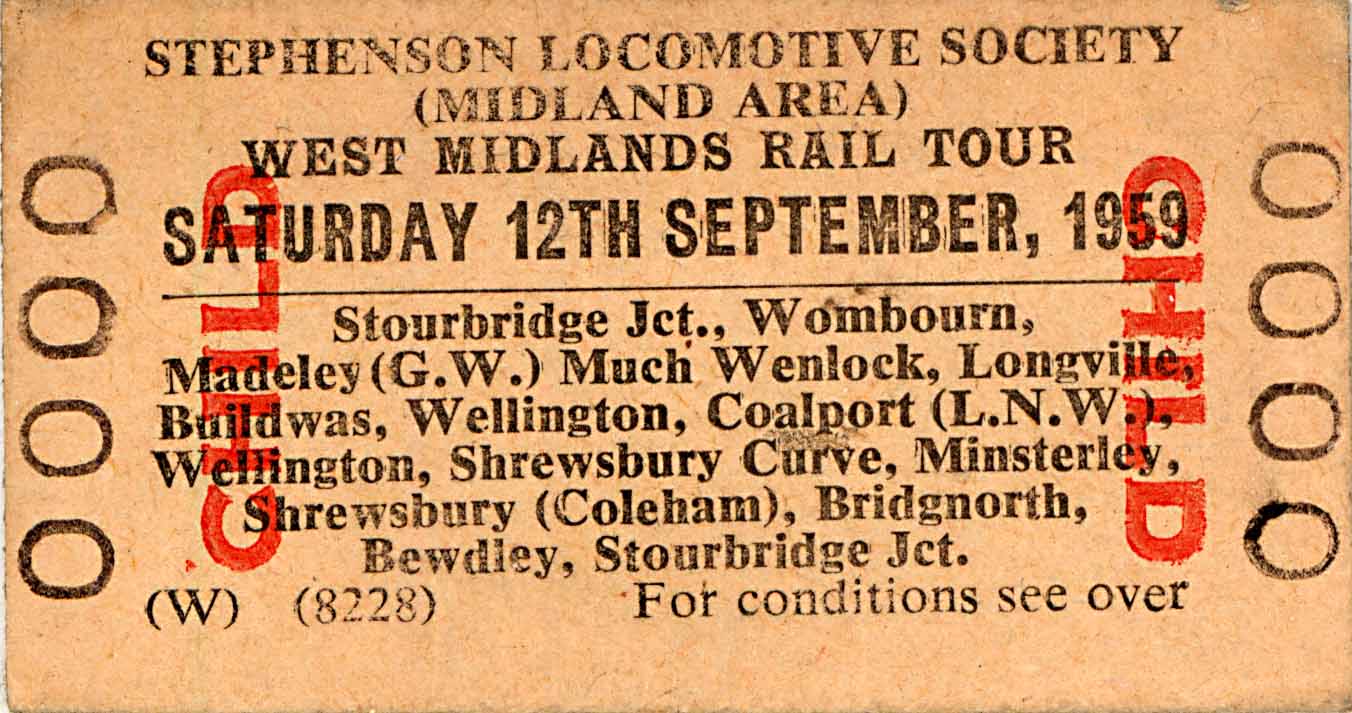 STEPHENSON LOCOMOTIVE SOCIETY
(MIDLAND AREA)
WEST MIDLANDS RAIL TOUR
SATURDAY 12TH SEPTEMBER, 1959
Stourbridge Jct., Wombourn,
Madeley (G.W.) Much Wenlock, Longville,
Buildwas, Wellington, Coalport (L.N.W.),
Wellington, Shrewsbury Curve, Minsterley,
Shrewsbury (Coleham), Bridgnorth,
Bewdley, Stourbridge Jct.
(W) (8228) For conditions see over
CHILD
CHILD
0000
0000